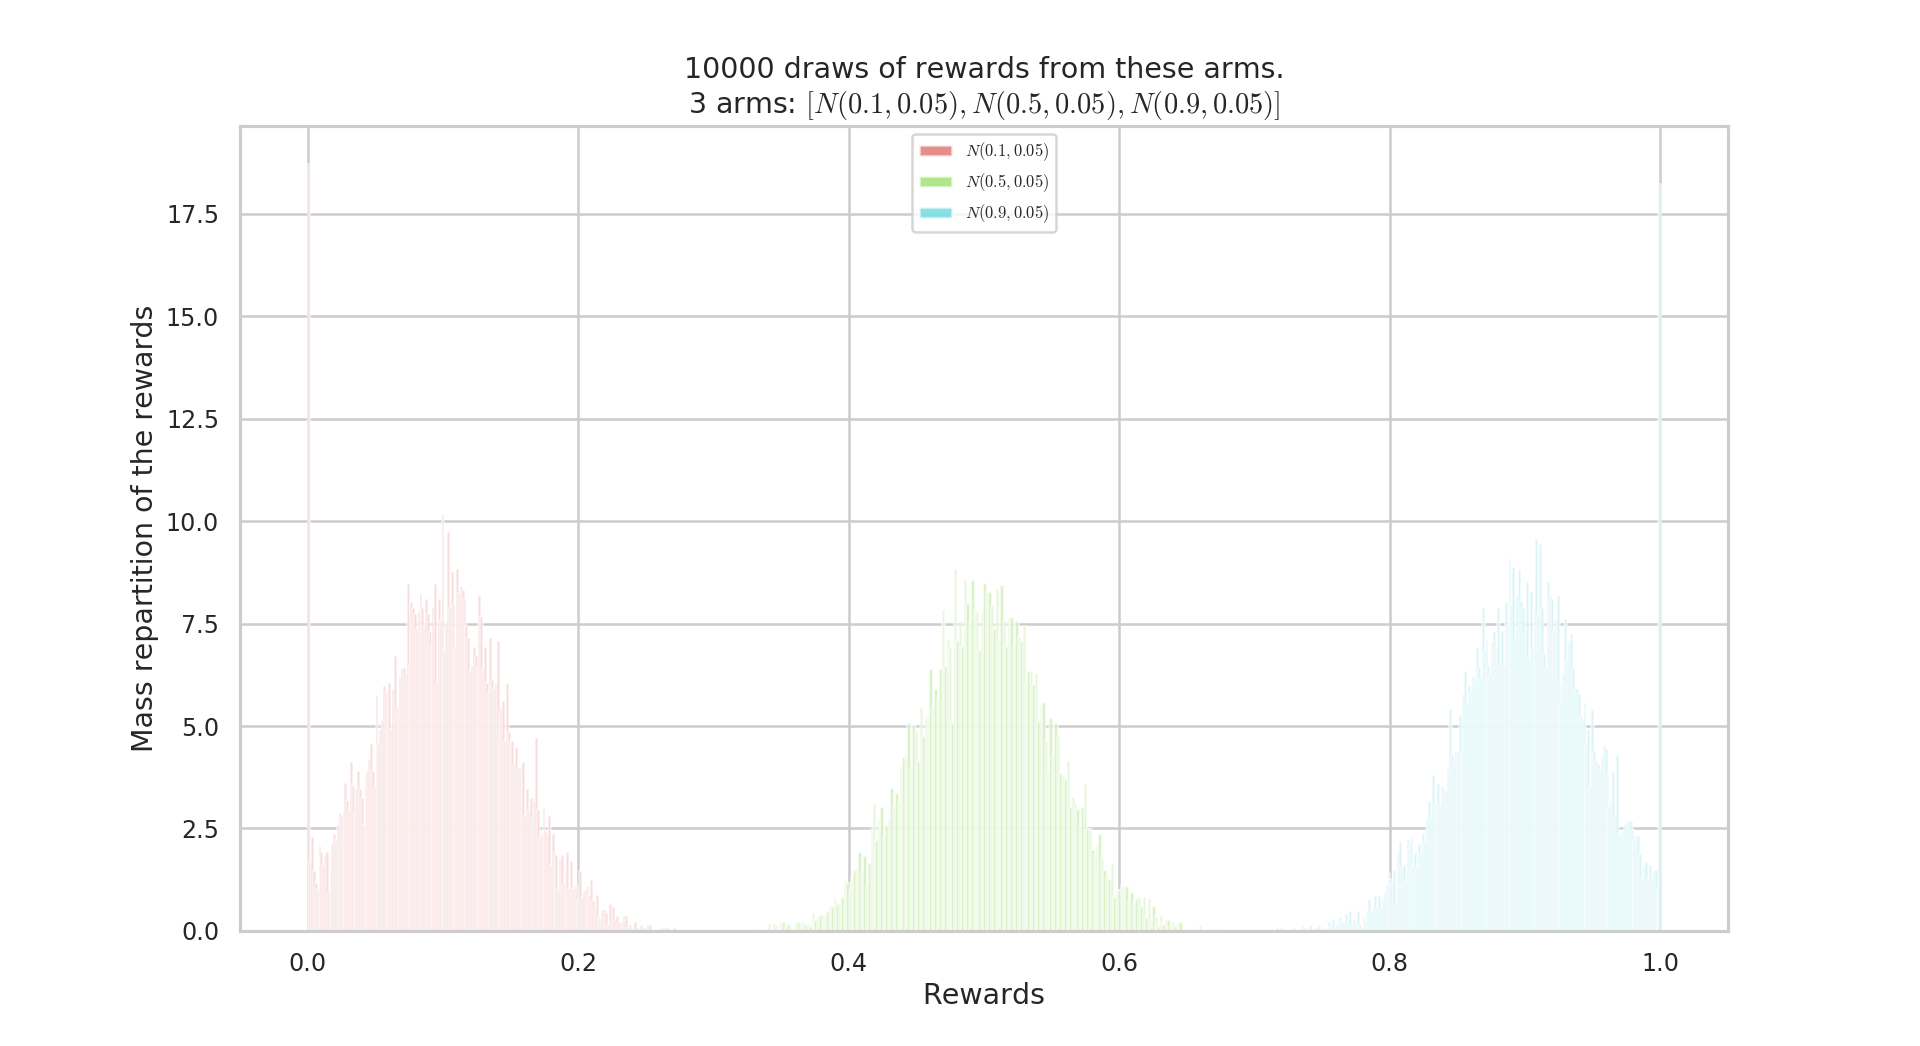 10000 draws of rewards from these arms.
3 arms: [N(0.1, 0.05), N(0.5, 0.05), N(0.9, 0.05)]
N(0.1, 0.05)
N(0.5, 0.05)
N(0.9, 0.05)
Mass repartition of the rewards
17.5
15.0
12.5
10.0
7.5
5.0
2.5
0.0
0.0 0.2 0.4 0.6 0.8 1.0
Rewards